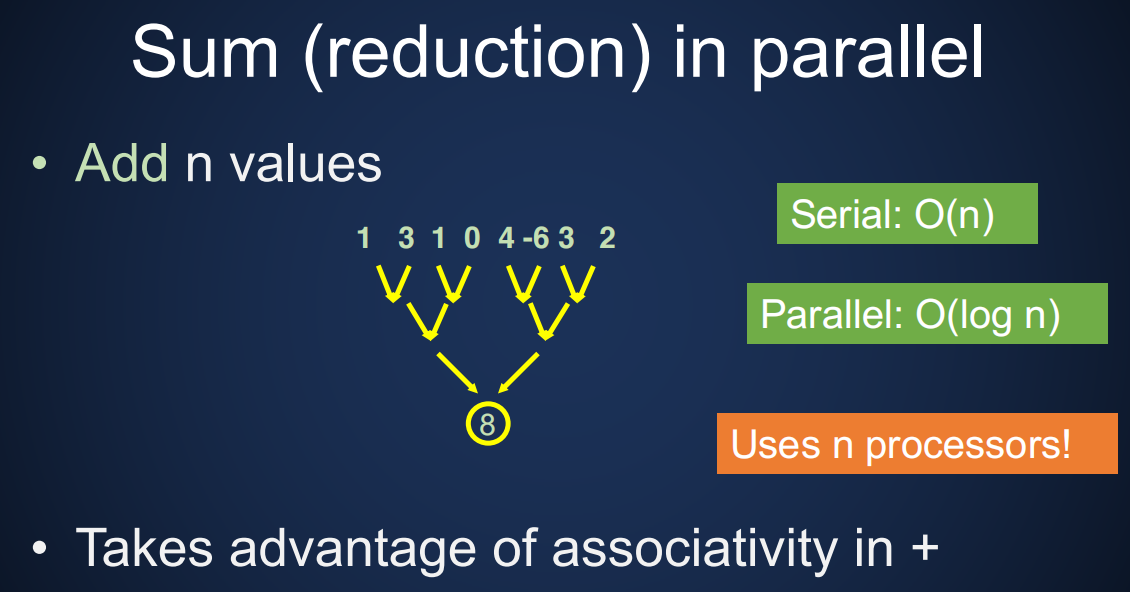 Sum (reduction) in parallel
• Add n values
1 3 1 0 4 -6 3 2
Serial: O(n)
Parallel: O(log n)
8
Uses n processors!
• Takes advantage of associativity in +